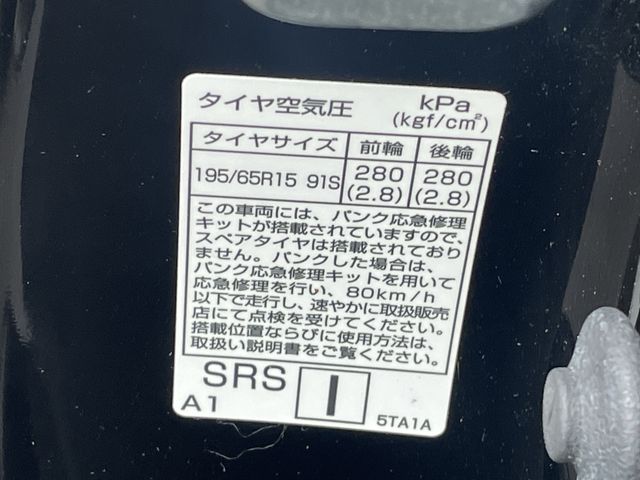 タイヤ空気圧 kPa
(kgf/cm²)
タイヤサイズ 前輪 後輪
195/65R15 91S 280 280
(2.8) (2.8)
この車両には、パンク応急修理
キットが搭載されていますので、
スペアタイヤは搭載されており
ません。パンクした場合は、
パンク応急修理キットを用いて
応急修理を行い、80km/h
以下で走行し、速やかに取扱販売
店にて点検を受けてください。
搭載位置ならびに使用方法は、
取扱い説明書をご覧ください。
SRS I
A1 5TA1A